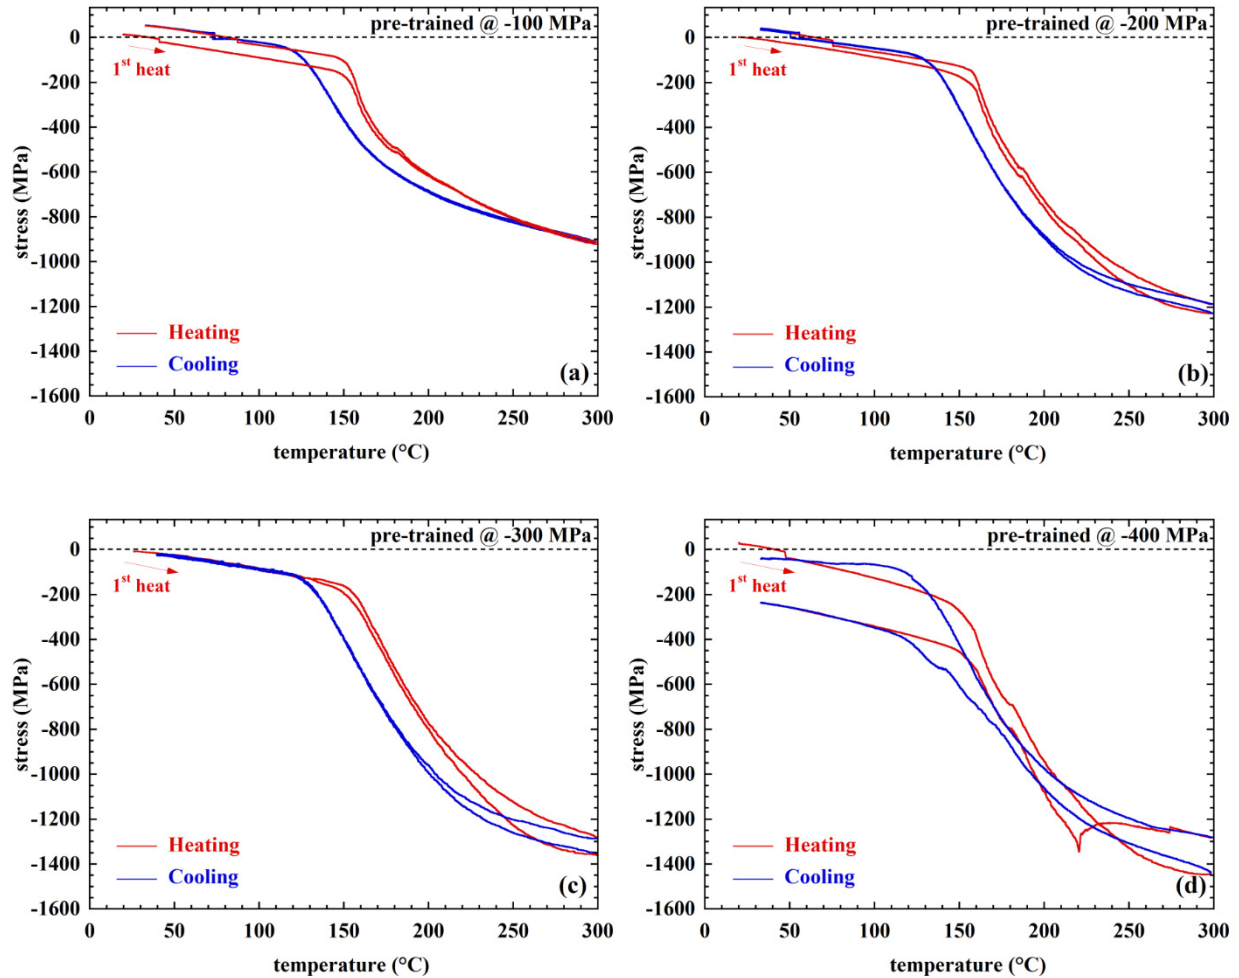 pre-trained @ -100 MPa
0
-200
-400
-600
-800
-1000
-1200
-1400
-1600
stress (MPa)
1st heat
Heating
Cooling
(a)
0 50 100 150 200 250 300
temperature (°C)
pre-trained @ -200 MPa
0
-200
-400
-600
-800
-1000
-1200
-1400
-1600
stress (MPa)
1st heat
Heating
Cooling
(b)
0 50 100 150 200 250 300
temperature (°C)
pre-trained @ -300 MPa
0
-200
-400
-600
-800
-1000
-1200
-1400
-1600
stress (MPa)
1st heat
Heating
Cooling
(c)
0 50 100 150 200 250 300
temperature (°C)
pre-trained @ -400 MPa
0
-200
-400
-600
-800
-1000
-1200
-1400
-1600
stress (MPa)
1st heat
Heating
Cooling
(d)
0 50 100 150 200 250 300
temperature (°C)